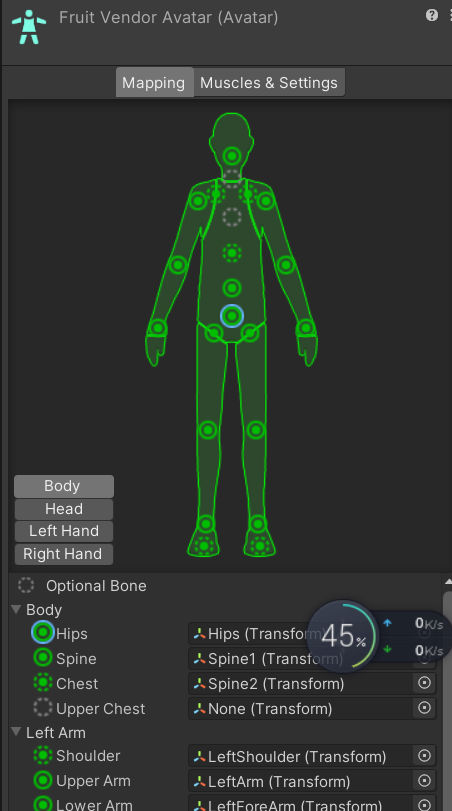 Fruit Vendor Avatar (Avatar)
Mapping Muscles & Settings
Body
Head
Left Hand
Right Hand
Optional Bone
Body
Hips Hips (Transform)
Spine Spine1 (Transform)
Chest Spine2 (Transform)
Upper Chest None (Transform)
45%
0K/s
0K/s
Left Arm
Shoulder LeftShoulder (Transform)
Upper Arm LeftArm (Transform)
Lower Arm LeftForeArm (Transform)